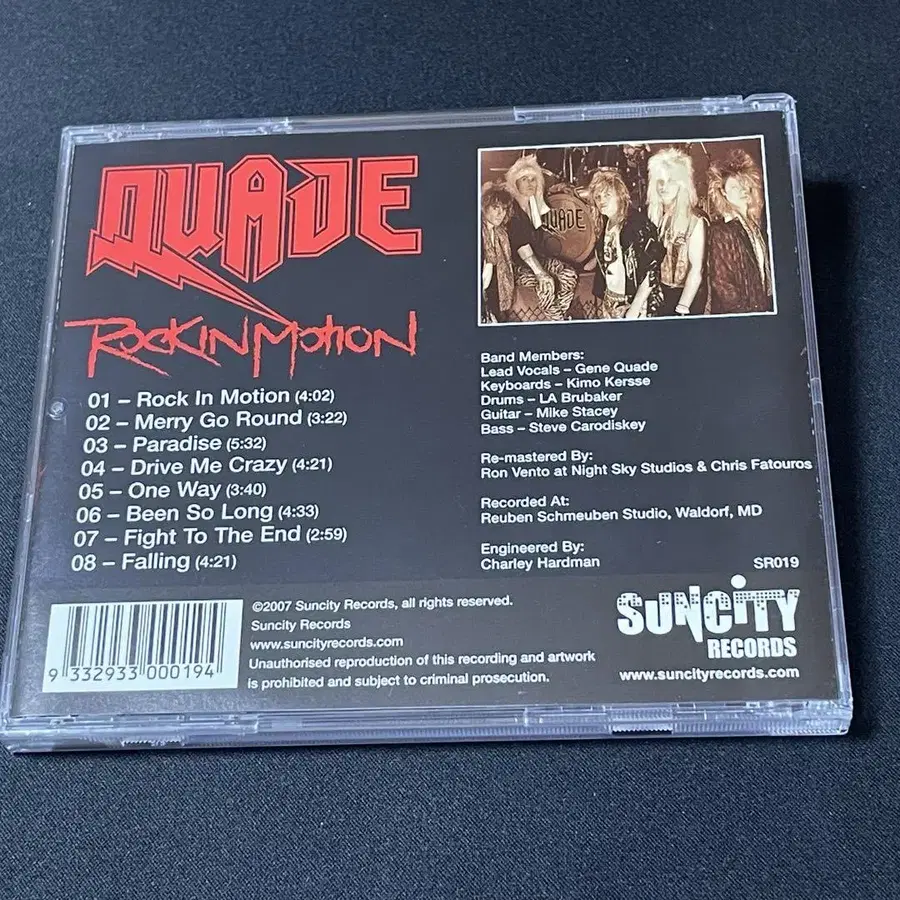 QUADE
ROCK IN MOTION
01 – Rock In Motion (4:02)
02 – Merry Go Round (3:22)
03 – Paradise (5:32)
04 – Drive Me Crazy (4:21)
05 – One Way (3:40)
06 – Been So Long (4:33)
07 – Fight To The End (2:59)
08 – Falling (4:21)
QUADE
Band Members:
Lead Vocals – Gene Quade
Keyboards – Kimo Kersse
Drums – LA Brubaker
Guitar – Mike Stacey
Bass – Steve Carodiskey
Re-mastered By:
Ron Vento at Night Sky Studios & Chris Fatouros
Recorded At:
Reuben Schmeuben Studio, Waldorf, MD
Engineered By:
Charley Hardman
SR019
9 332933 000194
©2007 Suncity Records, all rights reserved.
Suncity Records
www.suncityrecords.com
Unauthorised reproduction of this recording and artwork
is prohibited and subject to criminal prosecution.
SUNCITY
RECORDS
www.suncityrecords.com